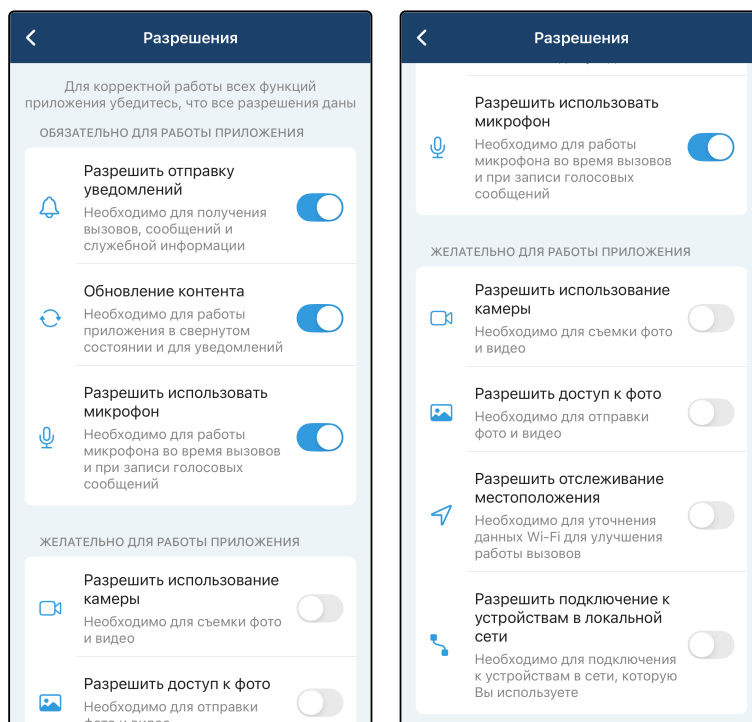 Разрешения
Для корректной работы всех функций
приложения убедитесь, что все разрешения даны
ОБЯЗАТЕЛЬНО ДЛЯ РАБОТЫ ПРИЛОЖЕНИЯ
Разрешить отправку
уведомлений
Необходимо для получения
вызовов, сообщений и
служебной информации
Обновление контента
Необходимо для работы
приложения в свернутом
состоянии и для уведомлений
Разрешить использовать
микрофон
Необходимо для работы
микрофона во время вызовов
и при записи голосовых
сообщений
ЖЕЛАТЕЛЬНО ДЛЯ РАБОТЫ ПРИЛОЖЕНИЯ
Разрешить использование
камеры
Необходимо для съемки фото
и видео
Разрешить доступ к фото
Необходимо для отправки
фото и видео
Разрешения
Разрешить использовать
микрофон
Необходимо для работы
микрофона во время вызовов
и при записи голосовых
сообщений
ЖЕЛАТЕЛЬНО ДЛЯ РАБОТЫ ПРИЛОЖЕНИЯ
Разрешить использование
камеры
Необходимо для съемки фото
и видео
Разрешить доступ к фото
Необходимо для отправки
фото и видео
Разрешить отслеживание
местоположения
Необходимо для уточнения
данных Wi-Fi для улучшения
работы вызовов
Разрешить подключение к
устройствам в локальной
сети
Необходимо для подключения
к устройствам в сети, которую
Вы используете